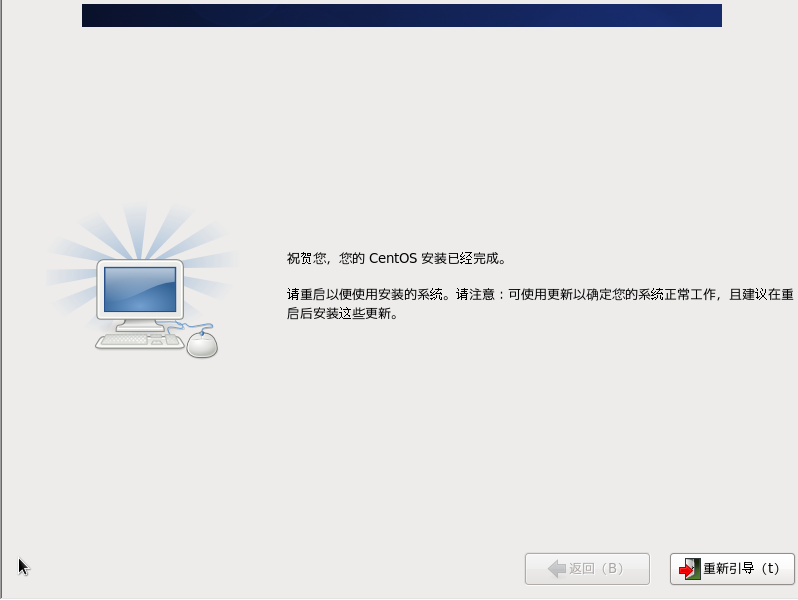 祝贺您，您的 CentOS 安装已经完成。
请重启以便使用安装的系统。请注意：可使用更新以确定您的系统正常工作，且建议在重
启后安装这些更新。
返回（B）
重新引导（t）